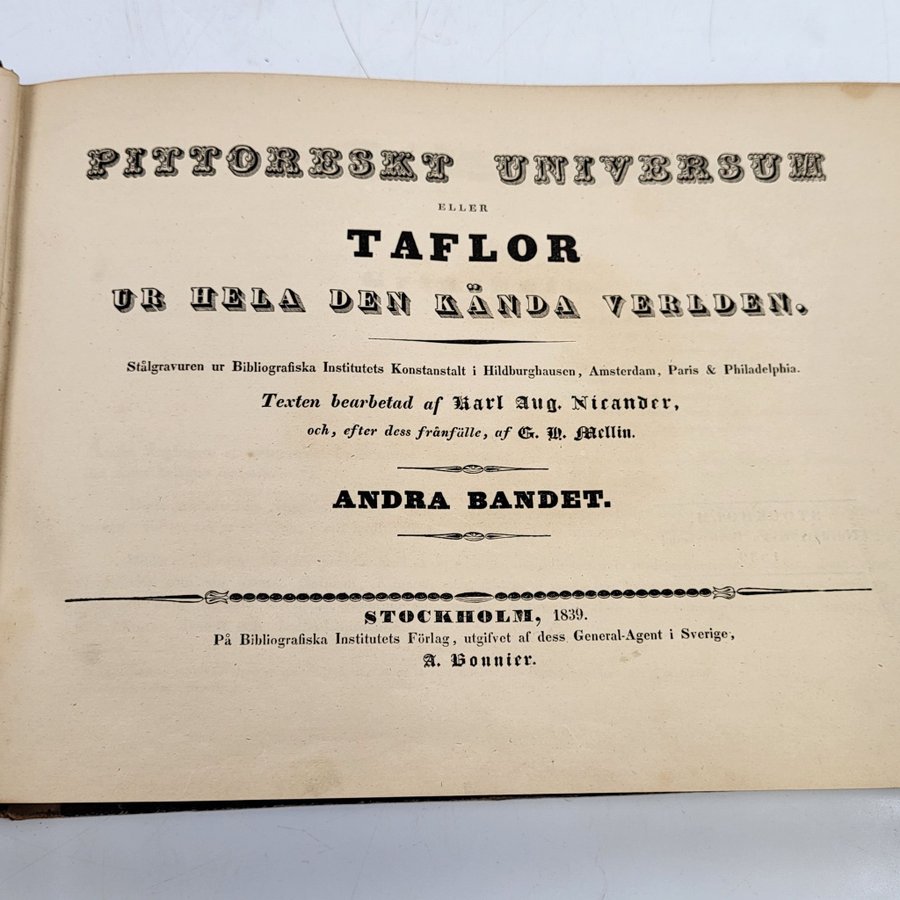 PITTORESKT UNIVERSUM
ELLER
TAFLOR
UR HELA DEN KÄNDA VERLDEN.
Stålgravuren ur Bibliografiska Institutets Konstanstalt i Hildburghausen, Amsterdam, Paris & Philadelphia.
Texten bearbetad af Karl Aug. Nicander,
och, efter dess frånfälle, af G. H. Mellin.
ANDRA BANDET.
STOCKHOLM, 1839.
På Bibliografiska Institutets Förlag, utgifvet af dess General-Agent i Sverige,
A. Bonnier.